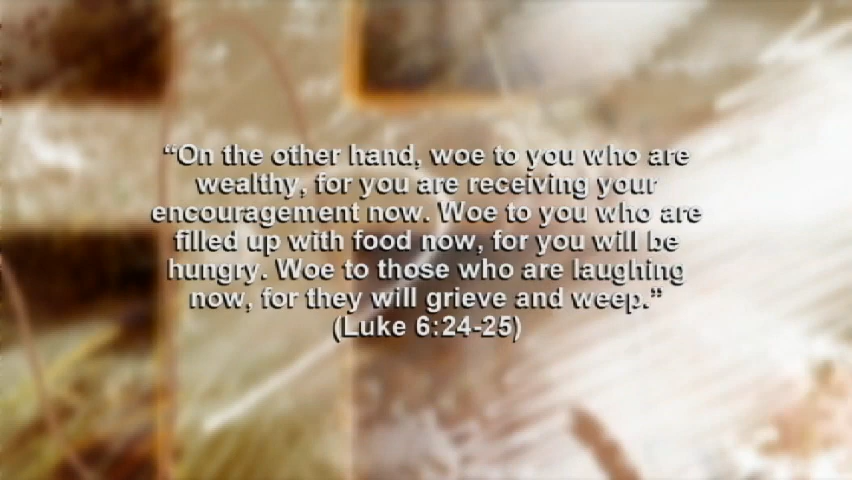 “On the other hand, woe to you who are
wealthy, for you are receiving your
encouragement now. Woe to you who are
filled up with food now, for you will be
hungry. Woe to those who are laughing
now, for they will grieve and weep.”
(Luke 6:24-25)